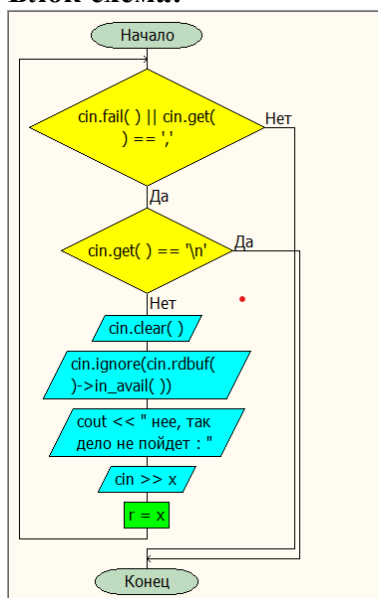 Блок-схема:
Начало
cin.fail( ) || cin.get(
) == ','
Нет
Да
cin.get( ) == '\n'
Да
Нет
cin.clear( )
cin.ignore(cin.rdbuf(
)->in_avail( ))
cout << " нее, так
дело не пойдет : "
cin >> x
r = x
Конец